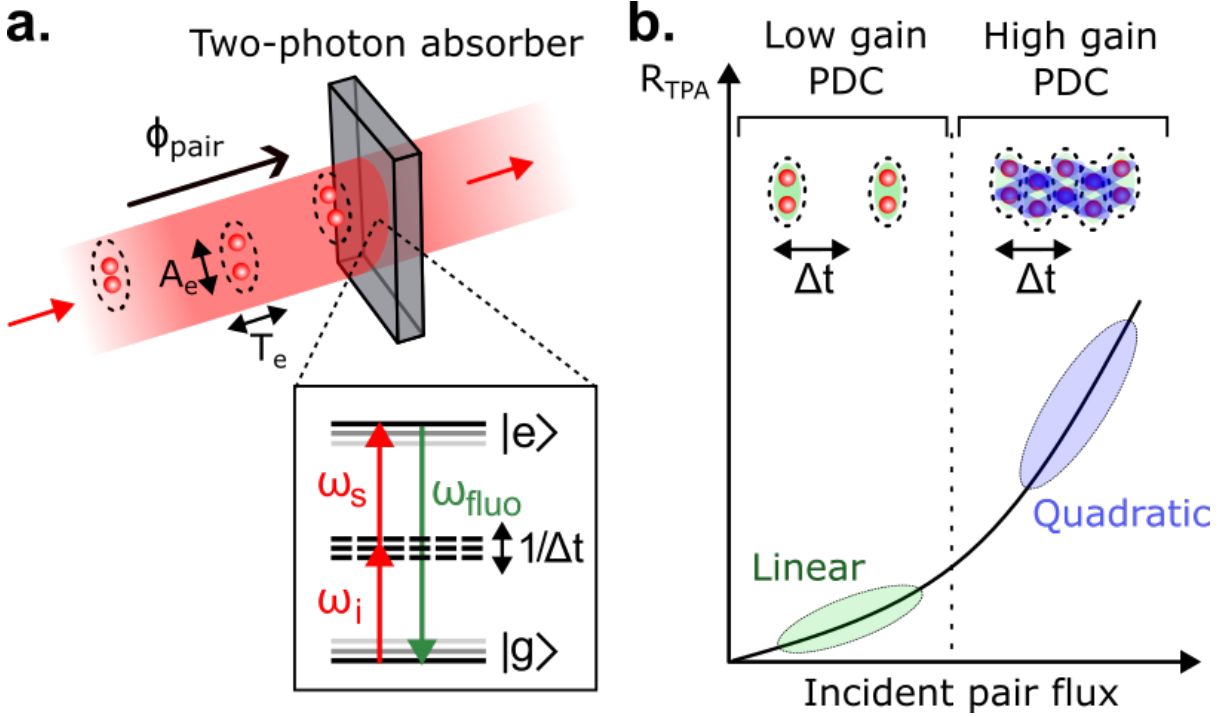 a.
Two-photon absorber
ϕpair
Ae
Te
|e⟩
ωs
ωfluo
1/Δt
ωi
|g⟩
b.
Low gain
PDC
High gain
PDC
RTPA
Δt
Δt
Quadratic
Linear
Incident pair flux